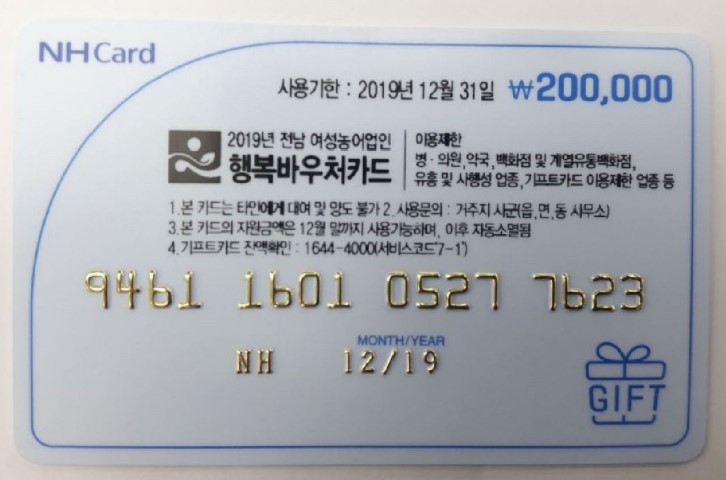 NH Card
사용기한 : 2019년 12월 31일 ₩200,000
2019년 전남 여성농어업인
행복바우처카드
이용제한
병·의원, 약국, 백화점 및 계열유통백화점,
유흥 및 사행성 업종, 기프트카드 이용제한 업종 등
1.본 카드는 타인에게 대여 및 양도 불가 2.사용문의 : 거주지 시군(읍,면,동 사무소)
3.본 카드의 지원금액은 12월 말까지 사용가능하며, 이후 자동소멸됨
4.기프트카드 잔액확인 : 1644-4000(서비스코드"7-1")
9461 1601 0527 7623
MONTH/YEAR
NH 12/19
GIFT